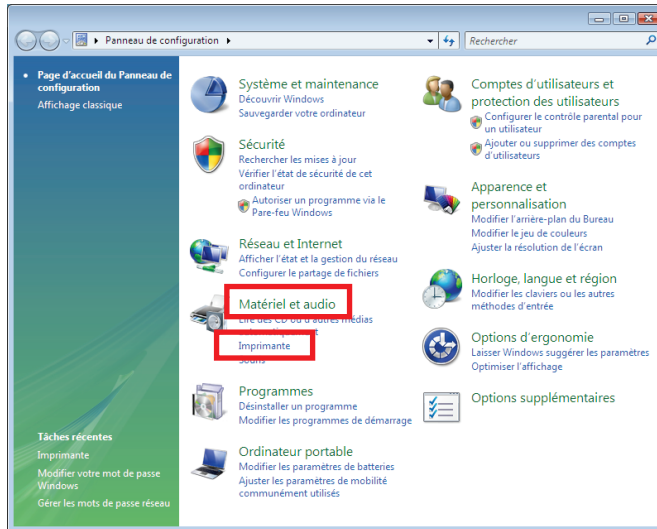 Panneau de configuration
Rechercher
Page d'accueil du Panneau de
configuration
Affichage classique
Système et maintenance
Découvrir Windows
Sauvegarder votre ordinateur
Sécurité
Rechercher les mises à jour
Vérifier l'état de sécurité de cet
ordinateur
Autoriser un programme via le
Pare-feu Windows
Réseau et Internet
Afficher l'état et la gestion du réseau
Configurer le partage de fichiers
Matériel et audio
Lire des CD ou d'autres médias
automatiquement
Imprimante
Souris
Programmes
Désinstaller un programme
Modifier les programmes de démarrage
Ordinateur portable
Modifier les paramètres de batteries
Ajuster les paramètres de mobilité
communément utilisés
Comptes d'utilisateurs et
protection des utilisateurs
Configurer le contrôle parental pour
un utilisateur
Ajouter ou supprimer des comptes
d'utilisateurs
Apparence et
personnalisation
Modifier l'arrière-plan du Bureau
Modifier le jeu de couleurs
Ajuster la résolution de l'écran
Horloge, langue et région
Modifier les claviers ou les autres
méthodes d'entrée
Options d'ergonomie
Laisser Windows suggérer les paramètres
Optimiser l'affichage
Options supplémentaires
Tâches récentes
Imprimante
Modifier votre mot de passe
Windows
Gérer les mots de passe réseau